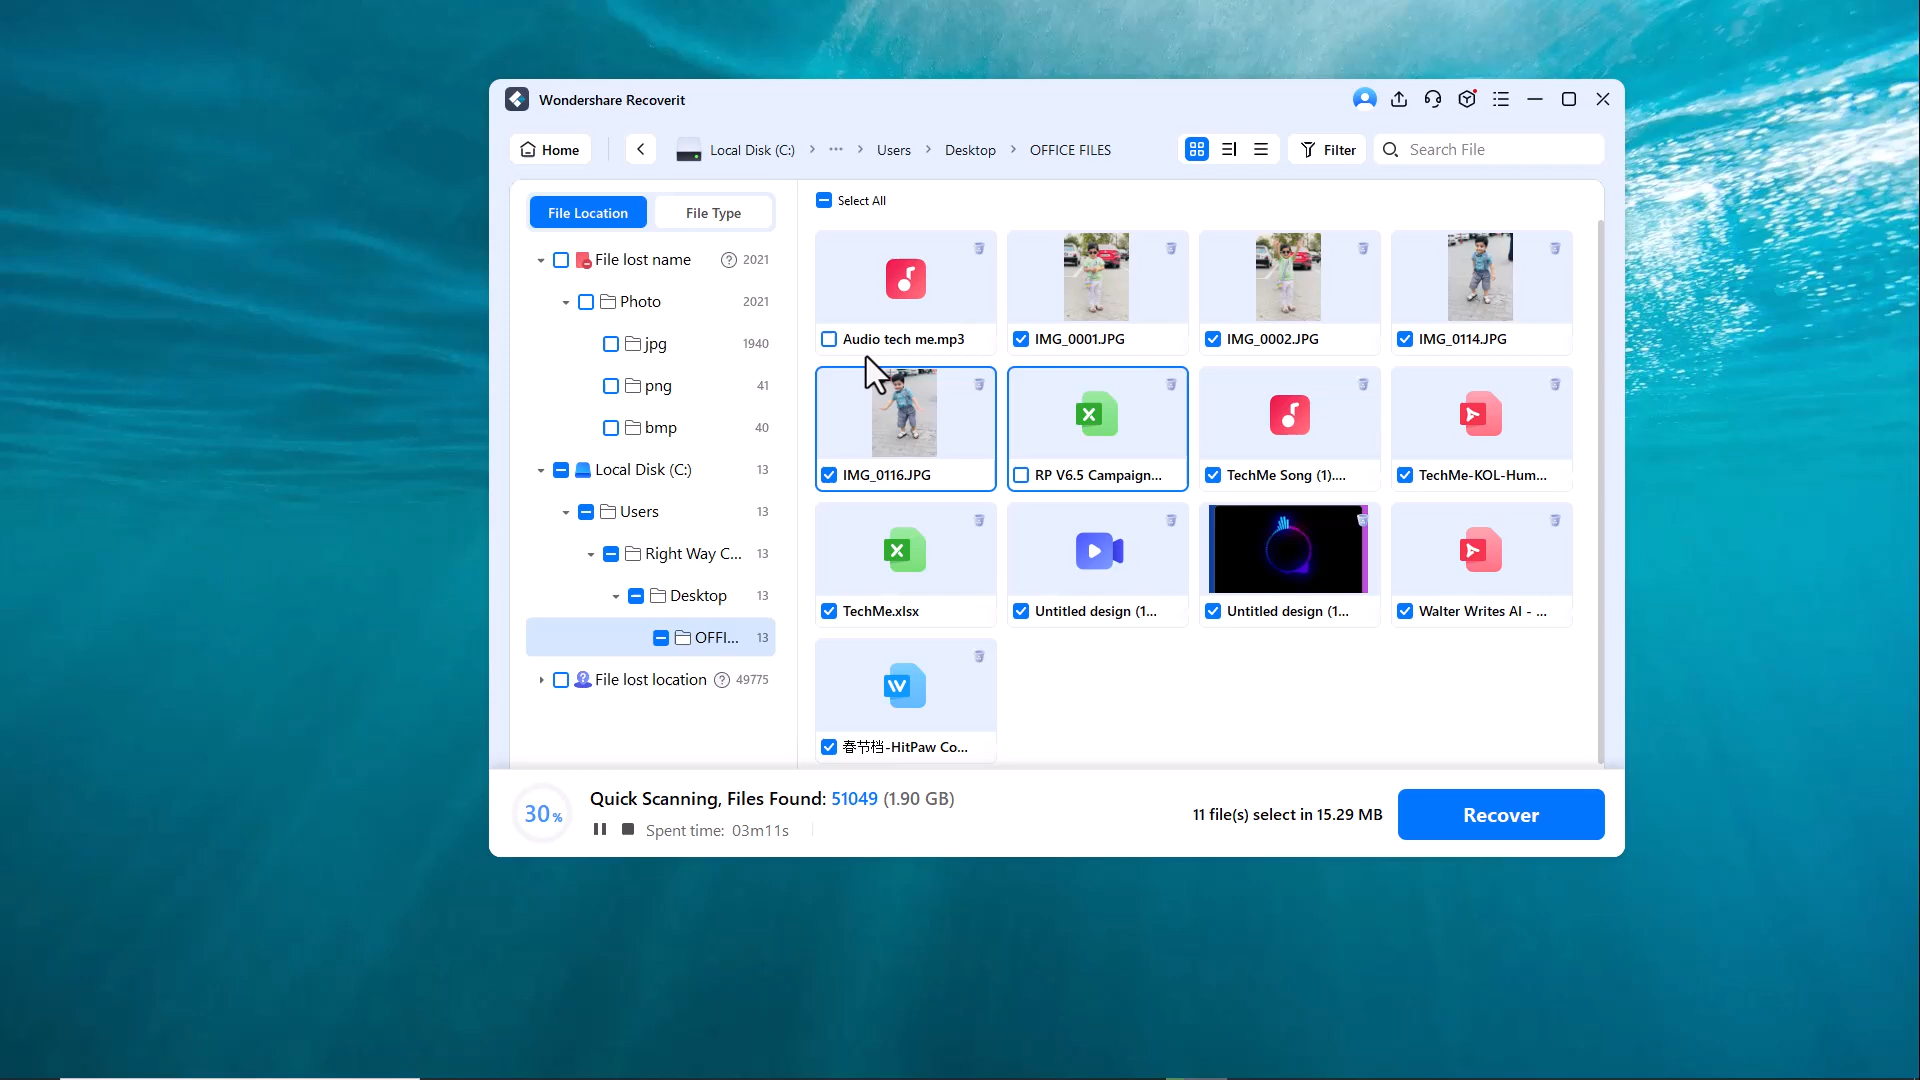 Wondershare Recoverit
Home
Local Disk (C:) > ··· > Users > Desktop > OFFICE FILES
Filter
Search File
File Location
File Type
File lost name 2021
Photo 2021
jpg 1940
png 41
bmp 40
Local Disk (C:) 13
Users 13
Right Way C... 13
Desktop 13
OFFI... 13
File lost location 49775
Select All
Audio tech me.mp3
IMG_0001.JPG
IMG_0002.JPG
IMG_0114.JPG
IMG_0116.JPG
RP V6.5 Campaign...
TechMe Song (1)....
TechMe-KOL-Hum...
TechMe.xlsx
Untitled design (1...
Untitled design (1...
Walter Writes AI - ...
春节档-HitPaw Co...
30%
Quick Scanning, Files Found: 51049 (1.90 GB)
Spent time: 03m11s
11 file(s) select in 15.29 MB
Recover